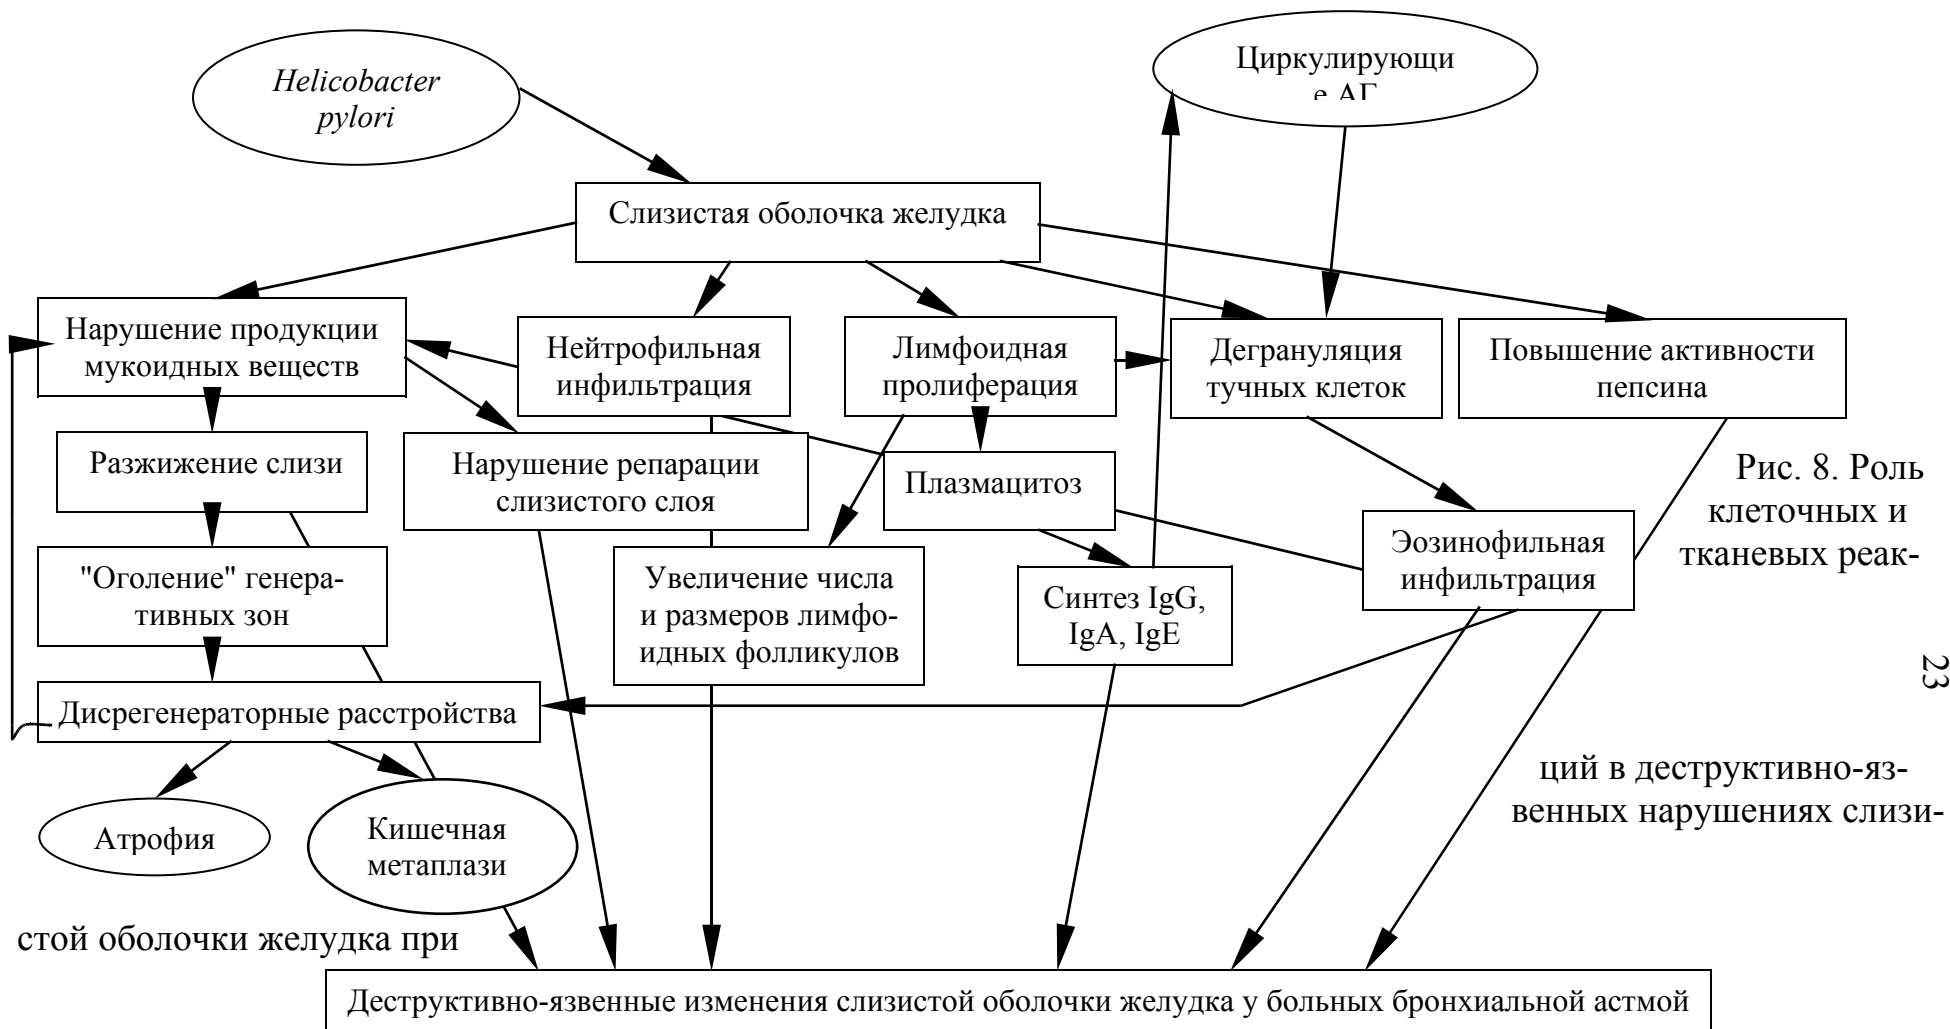 Helicobacter
pylori
Циркулирующи
е АГ
Слизистая оболочка желудка
Нарушение продукции
мукоидных веществ
Нейтрофильная
инфильтрация
Лимфоидная
пролиферация
Дегрануляция
тучных клеток
Повышение активности
пепсина
Разжижение слизи
Нарушение репарации
слизистого слоя
Плазмацитоз
Рис. 8. Роль
клеточных и
тканевых реак-
"Оголение" генера-
тивных зон
Увеличение числа
и размеров лимфо-
идных фолликулов
Синтез IgG,
IgA, IgE
Эозинофильная
инфильтрация
23
Дисрегенераторные расстройства
ций в деструктивно-яз-
венных нарушениях слизи-
Атрофия
Кишечная
метаплази
стой оболочки желудка при
Деструктивно-язвенные изменения слизистой оболочки желудка у больных бронхиальной астмой